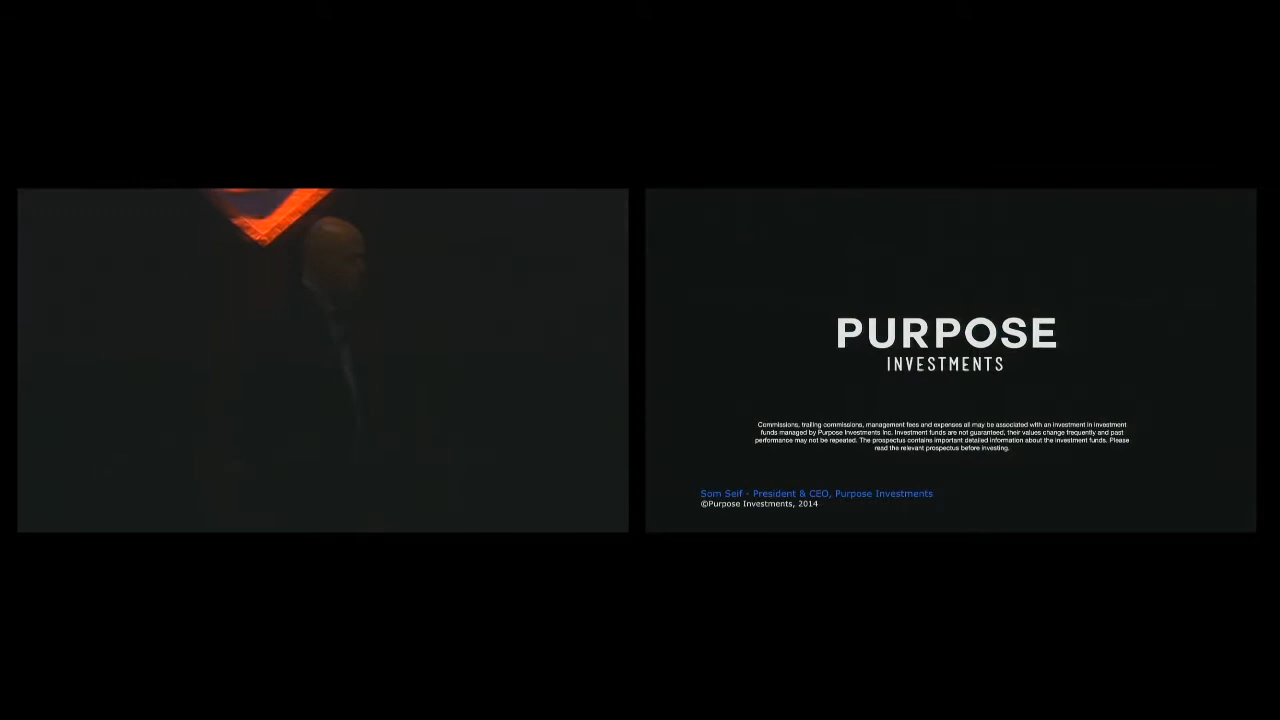 PURPOSE
INVESTMENTS
Commissions, trailing commissions, management fees and expenses all may be associated with an investment in investment
funds managed by Purpose Investments Inc. Investment funds are not guaranteed, their values change frequently and past
performance may not be repeated. The prospectus contains important detailed information about the investment funds. Please
read the relevant prospectus before investing.
Som Seif - President & CEO, Purpose Investments
©Purpose Investments, 2014